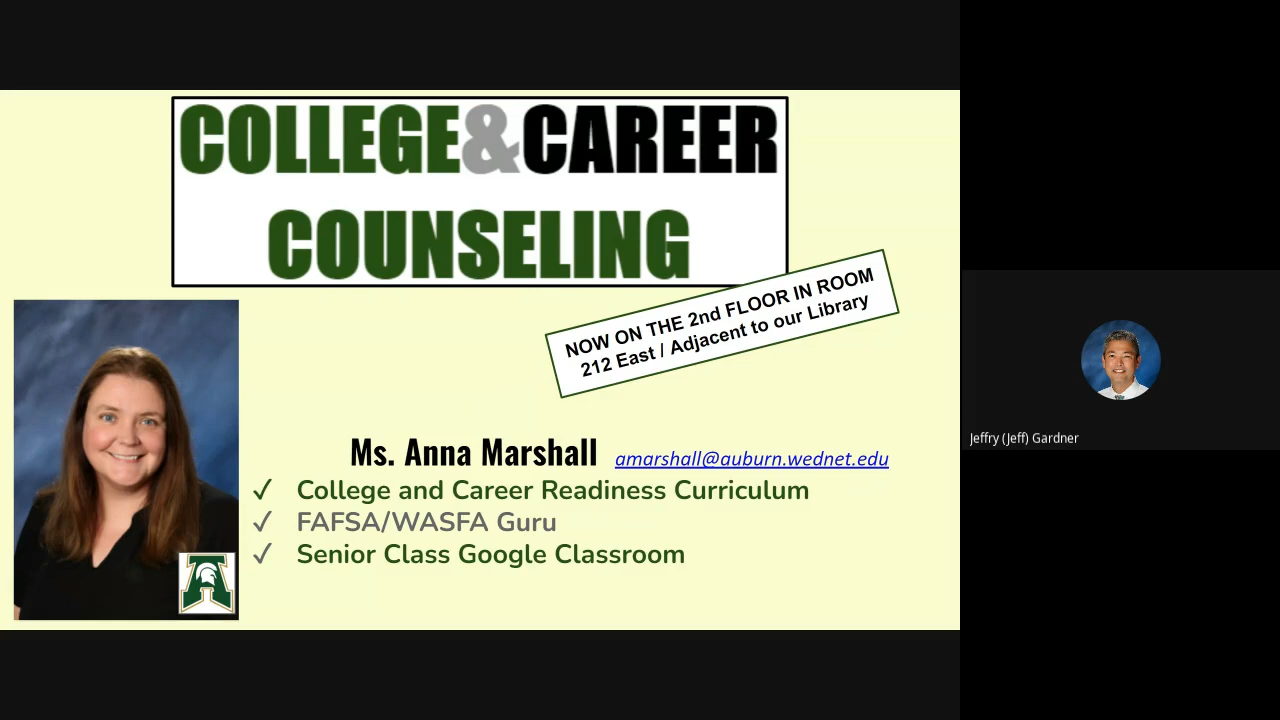 COLLEGE&CAREER
COUNSELING
NOW ON THE 2nd FLOOR IN ROOM
212 East / Adjacent to our Library
Ms. Anna Marshall amarshall@auburn.wednet.edu
✓ College and Career Readiness Curriculum
✓ FAFSA/WASFA Guru
✓ Senior Class Google Classroom
A
Jeffry (Jeff) Gardner